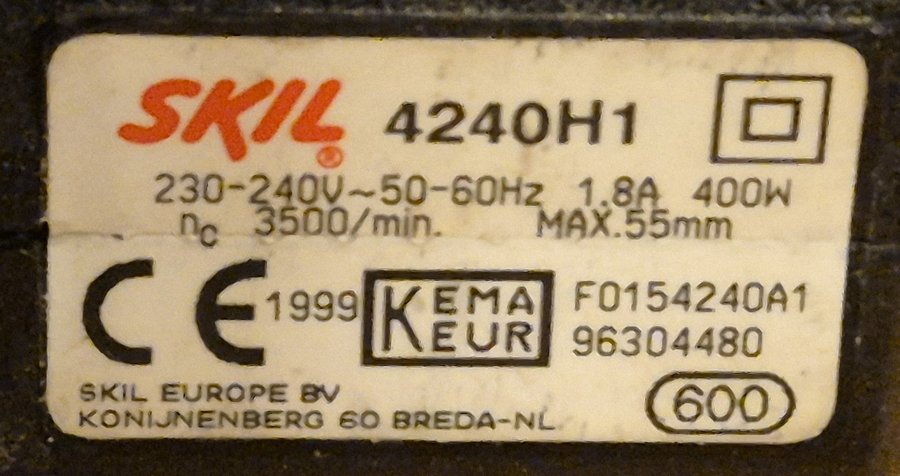 SKIL® 4240H1
230-240V~50-60Hz 1.8A 400W
nc 3500/min. MAX.55mm
CE 1999 KEMA KEUR F0154240A1
96304480
SKIL EUROPE BV
KONIJNENBERG 60 BREDA-NL
600